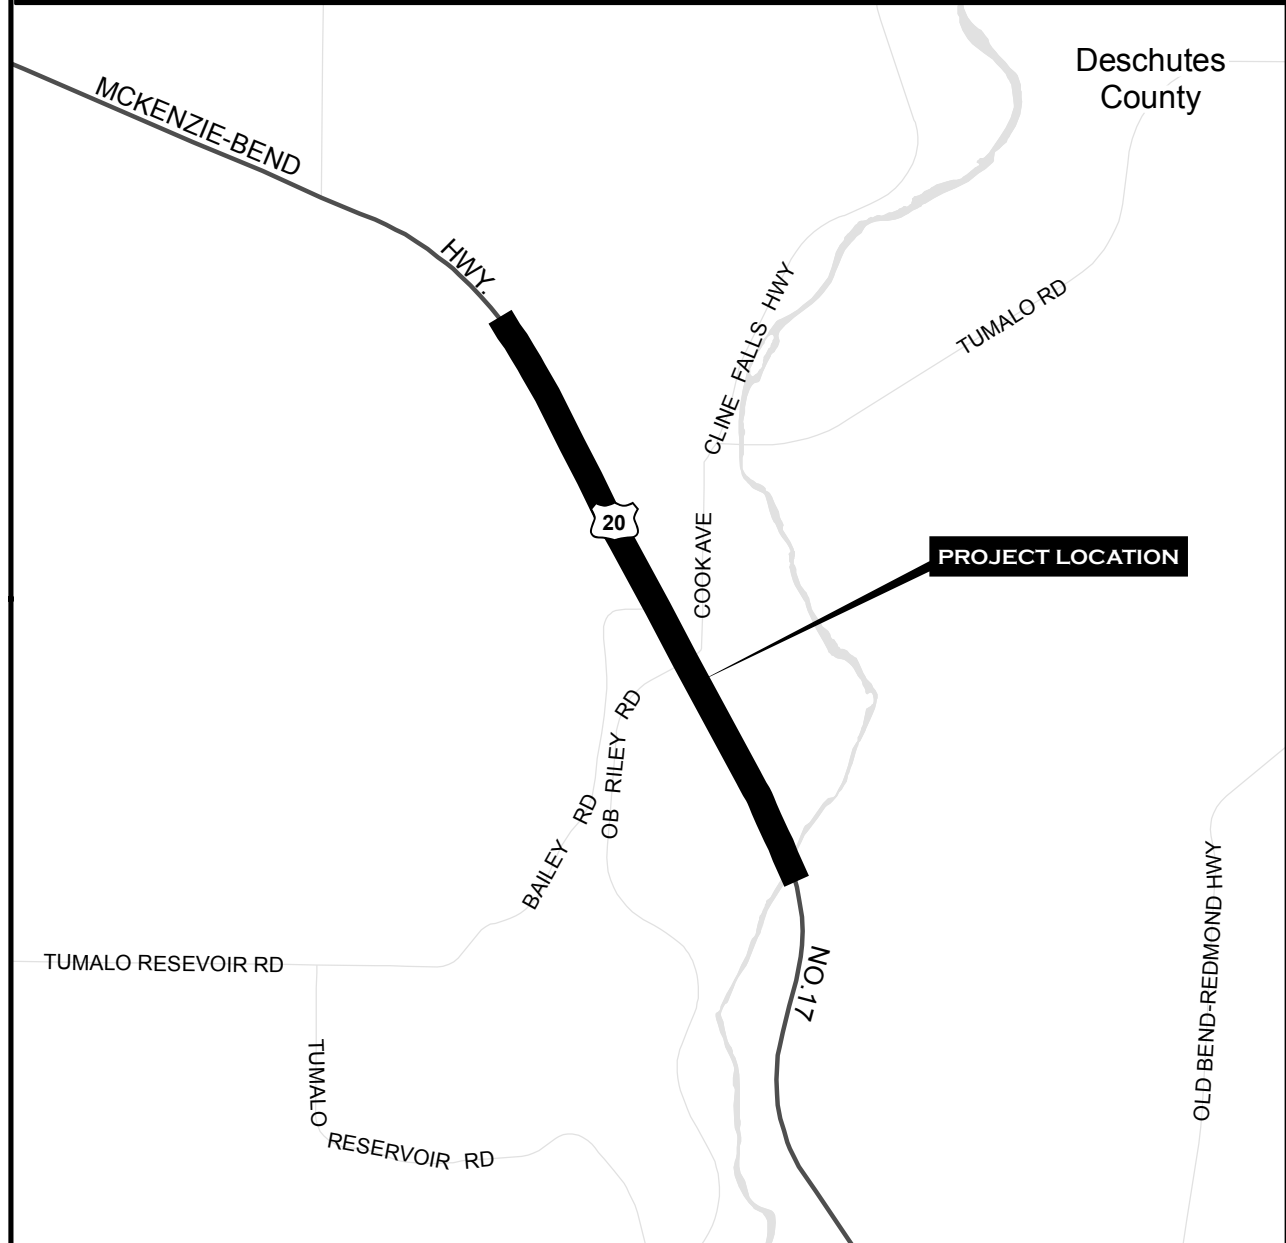 Deschutes
County
MCKENZIE-BEND
HWY.
CLINE FALLS HWY
TUMALO RD
20
COOK AVE
PROJECT LOCATION
OB RILEY RD
BAILEY RD
OLD BEND-REDMOND HWY
TUMALO RESEVOIR RD
NO.17
TUMALO
RESERVOIR RD